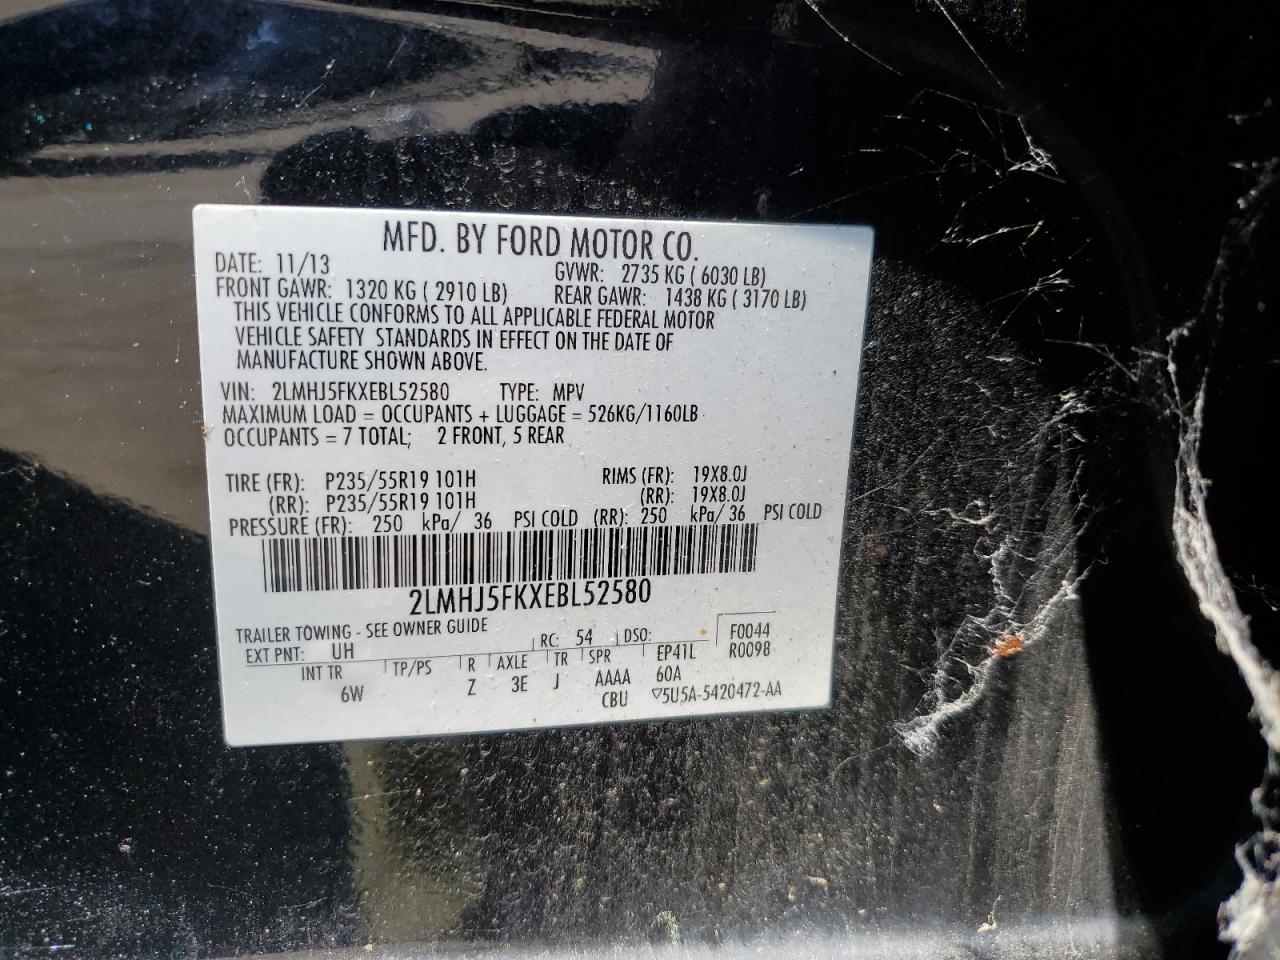 MFD. BY FORD MOTOR CO.
DATE: 11/13 GVWR: 2735 KG ( 6030 LB)
FRONT GAWR: 1320 KG ( 2910 LB) REAR GAWR: 1438 KG ( 3170 LB)
THIS VEHICLE CONFORMS TO ALL APPLICABLE FEDERAL MOTOR
VEHICLE SAFETY STANDARDS IN EFFECT ON THE DATE OF
MANUFACTURE SHOWN ABOVE.
VIN: 2LMHJ5FKXEBL52580 TYPE: MPV
MAXIMUM LOAD = OCCUPANTS + LUGGAGE = 526KG/1160LB
OCCUPANTS = 7 TOTAL; 2 FRONT, 5 REAR
TIRE (FR): P235/55R19 101H RIMS (FR): 19X8.0J
(RR): P235/55R19 101H (RR): 19X8.0J
PRESSURE (FR): 250 kPa/ 36 PSI COLD (RR): 250 kPa/ 36 PSI COLD
2LMHJ5FKXEBL52580
TRAILER TOWING - SEE OWNER GUIDE
EXT PNT: UH RC: 54 DSO: F0044
R0098
INT TR TP/PS R AXLE TR SPR EP41L
6W Z 3E J AAAA 60A
CBU ▽5U5A-5420472-AA